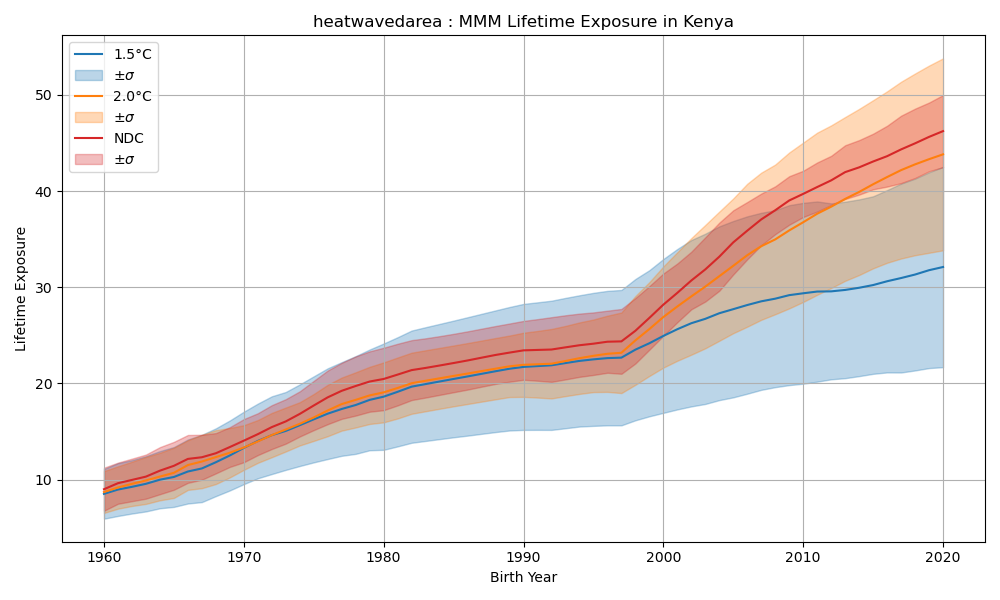 heatwavedarea : MMM Lifetime Exposure in Kenya
1.5°C
±σ
2.0°C
±σ
NDC
±σ
Lifetime Exposure
50
40
30
20
10
1960 1970 1980 1990 2000 2010 2020
Birth Year